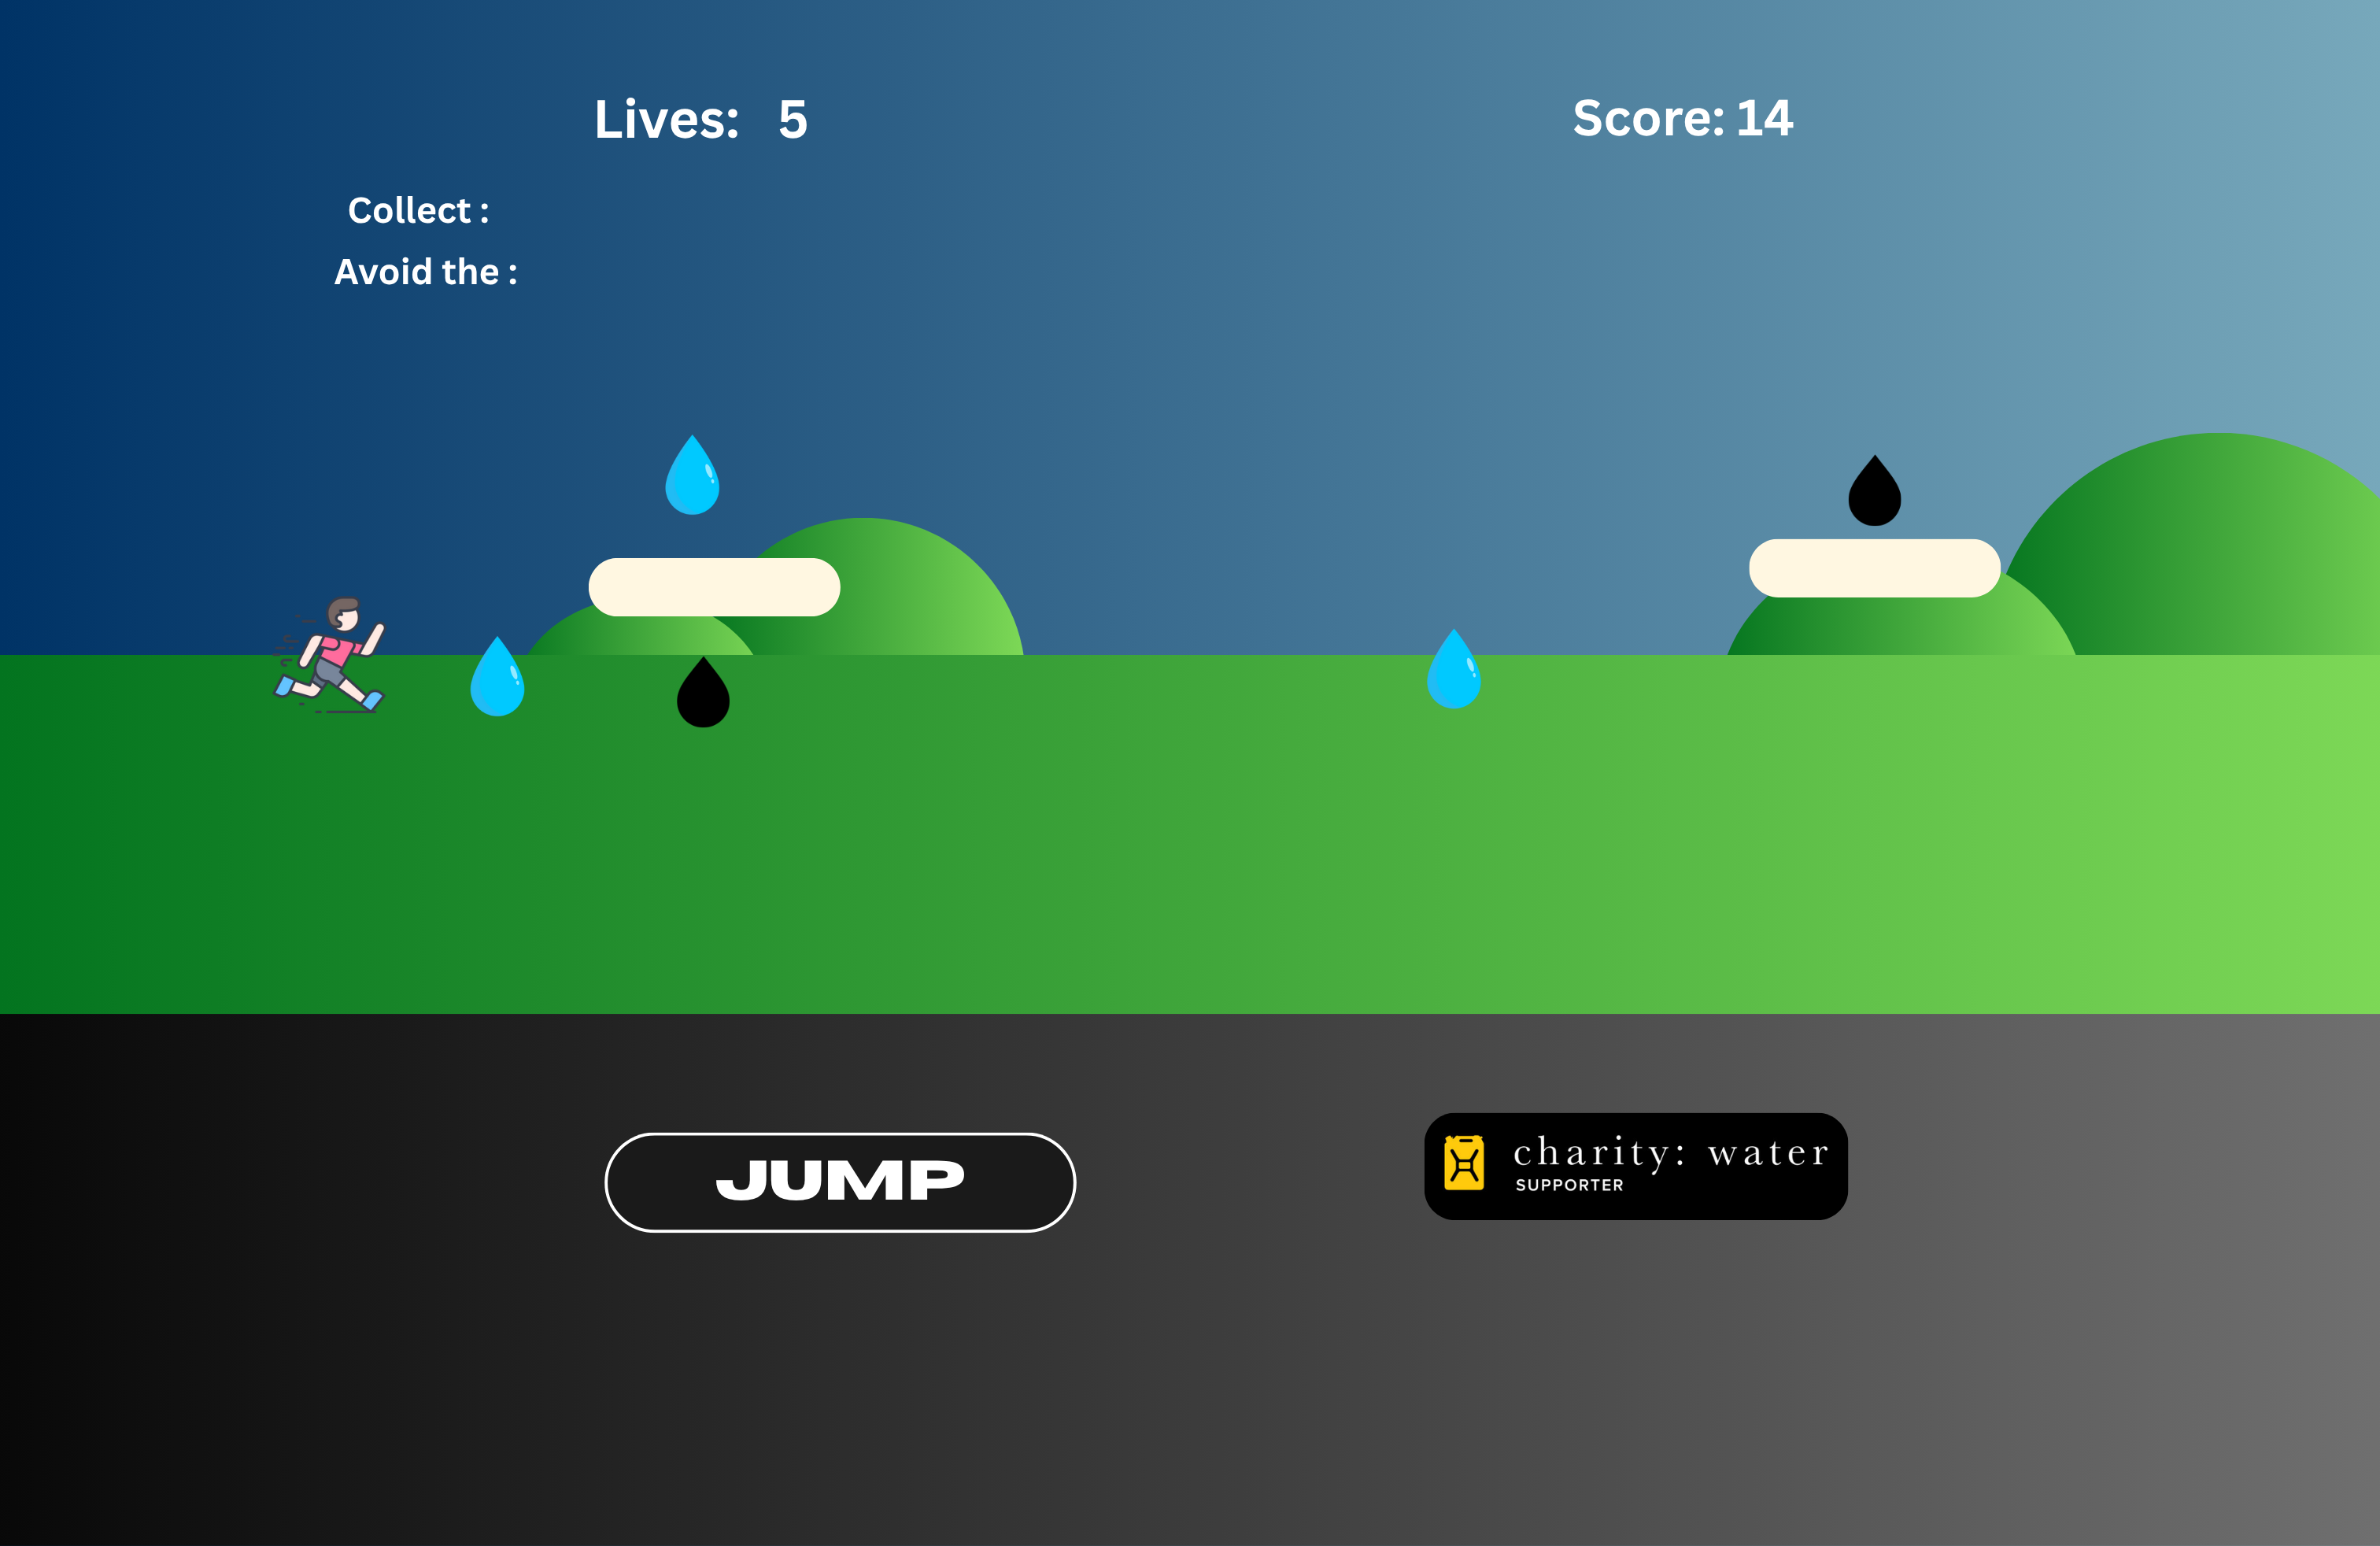 Lives: 5
Score: 14
Collect :
Avoid the :
JUMP
charity: water
SUPPORTER